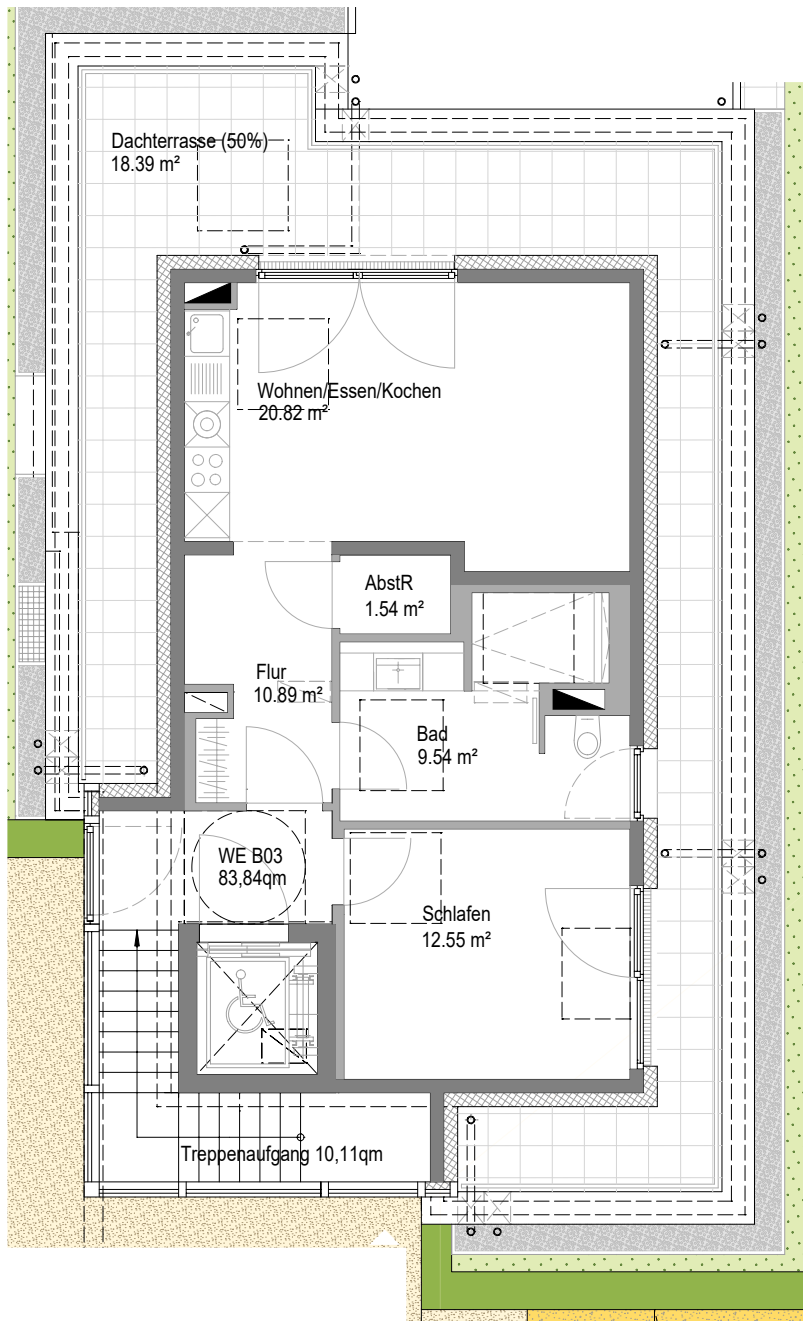 Dachterrasse (50%)
18.39 m²
Wohnen/Essen/Kochen
20.82 m²
AbstR
1.54 m²
Flur
10.89 m²
Bad
9.54 m²
WE B03
83,84qm
Schlafen
12.55 m²
Treppenaufgang 10,11qm